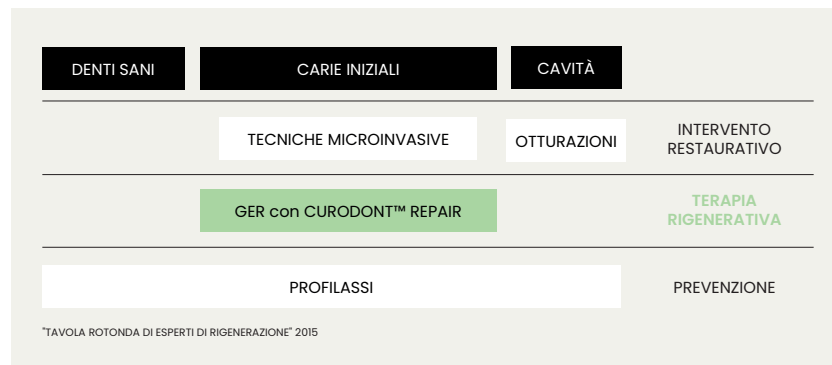 DENTI SANI
CARIE INIZIALI
CAVITÀ
TECNICHE MICROINVASIVE
OTTURAZIONI
INTERVENTO
RESTAURATIVO
GER con CURODONT™ REPAIR
TERAPIA
RIGENERATIVA
PROFILASSI
PREVENZIONE
"TAVOLA ROTONDA DI ESPERTI DI RIGENERAZIONE" 2015